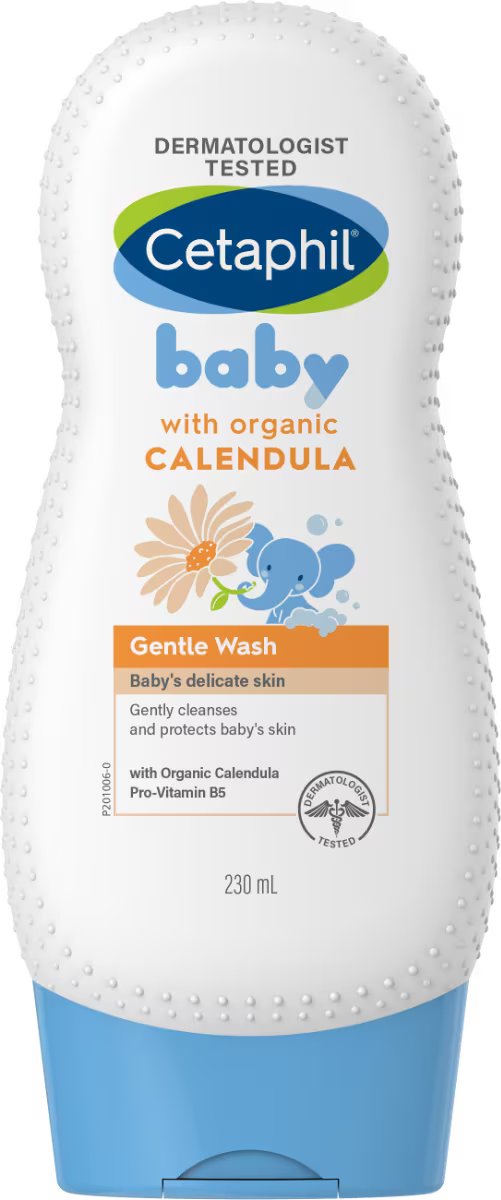 DERMATOLOGIST
TESTED
Cetaphil®
baby
with organic
CALENDULA
Gentle Wash
Baby's delicate skin
Gently cleanses
and protects baby's skin
with Organic Calendula
Pro-Vitamin B5
P201006-0
DERMATOLOGIST
TESTED
230 mL